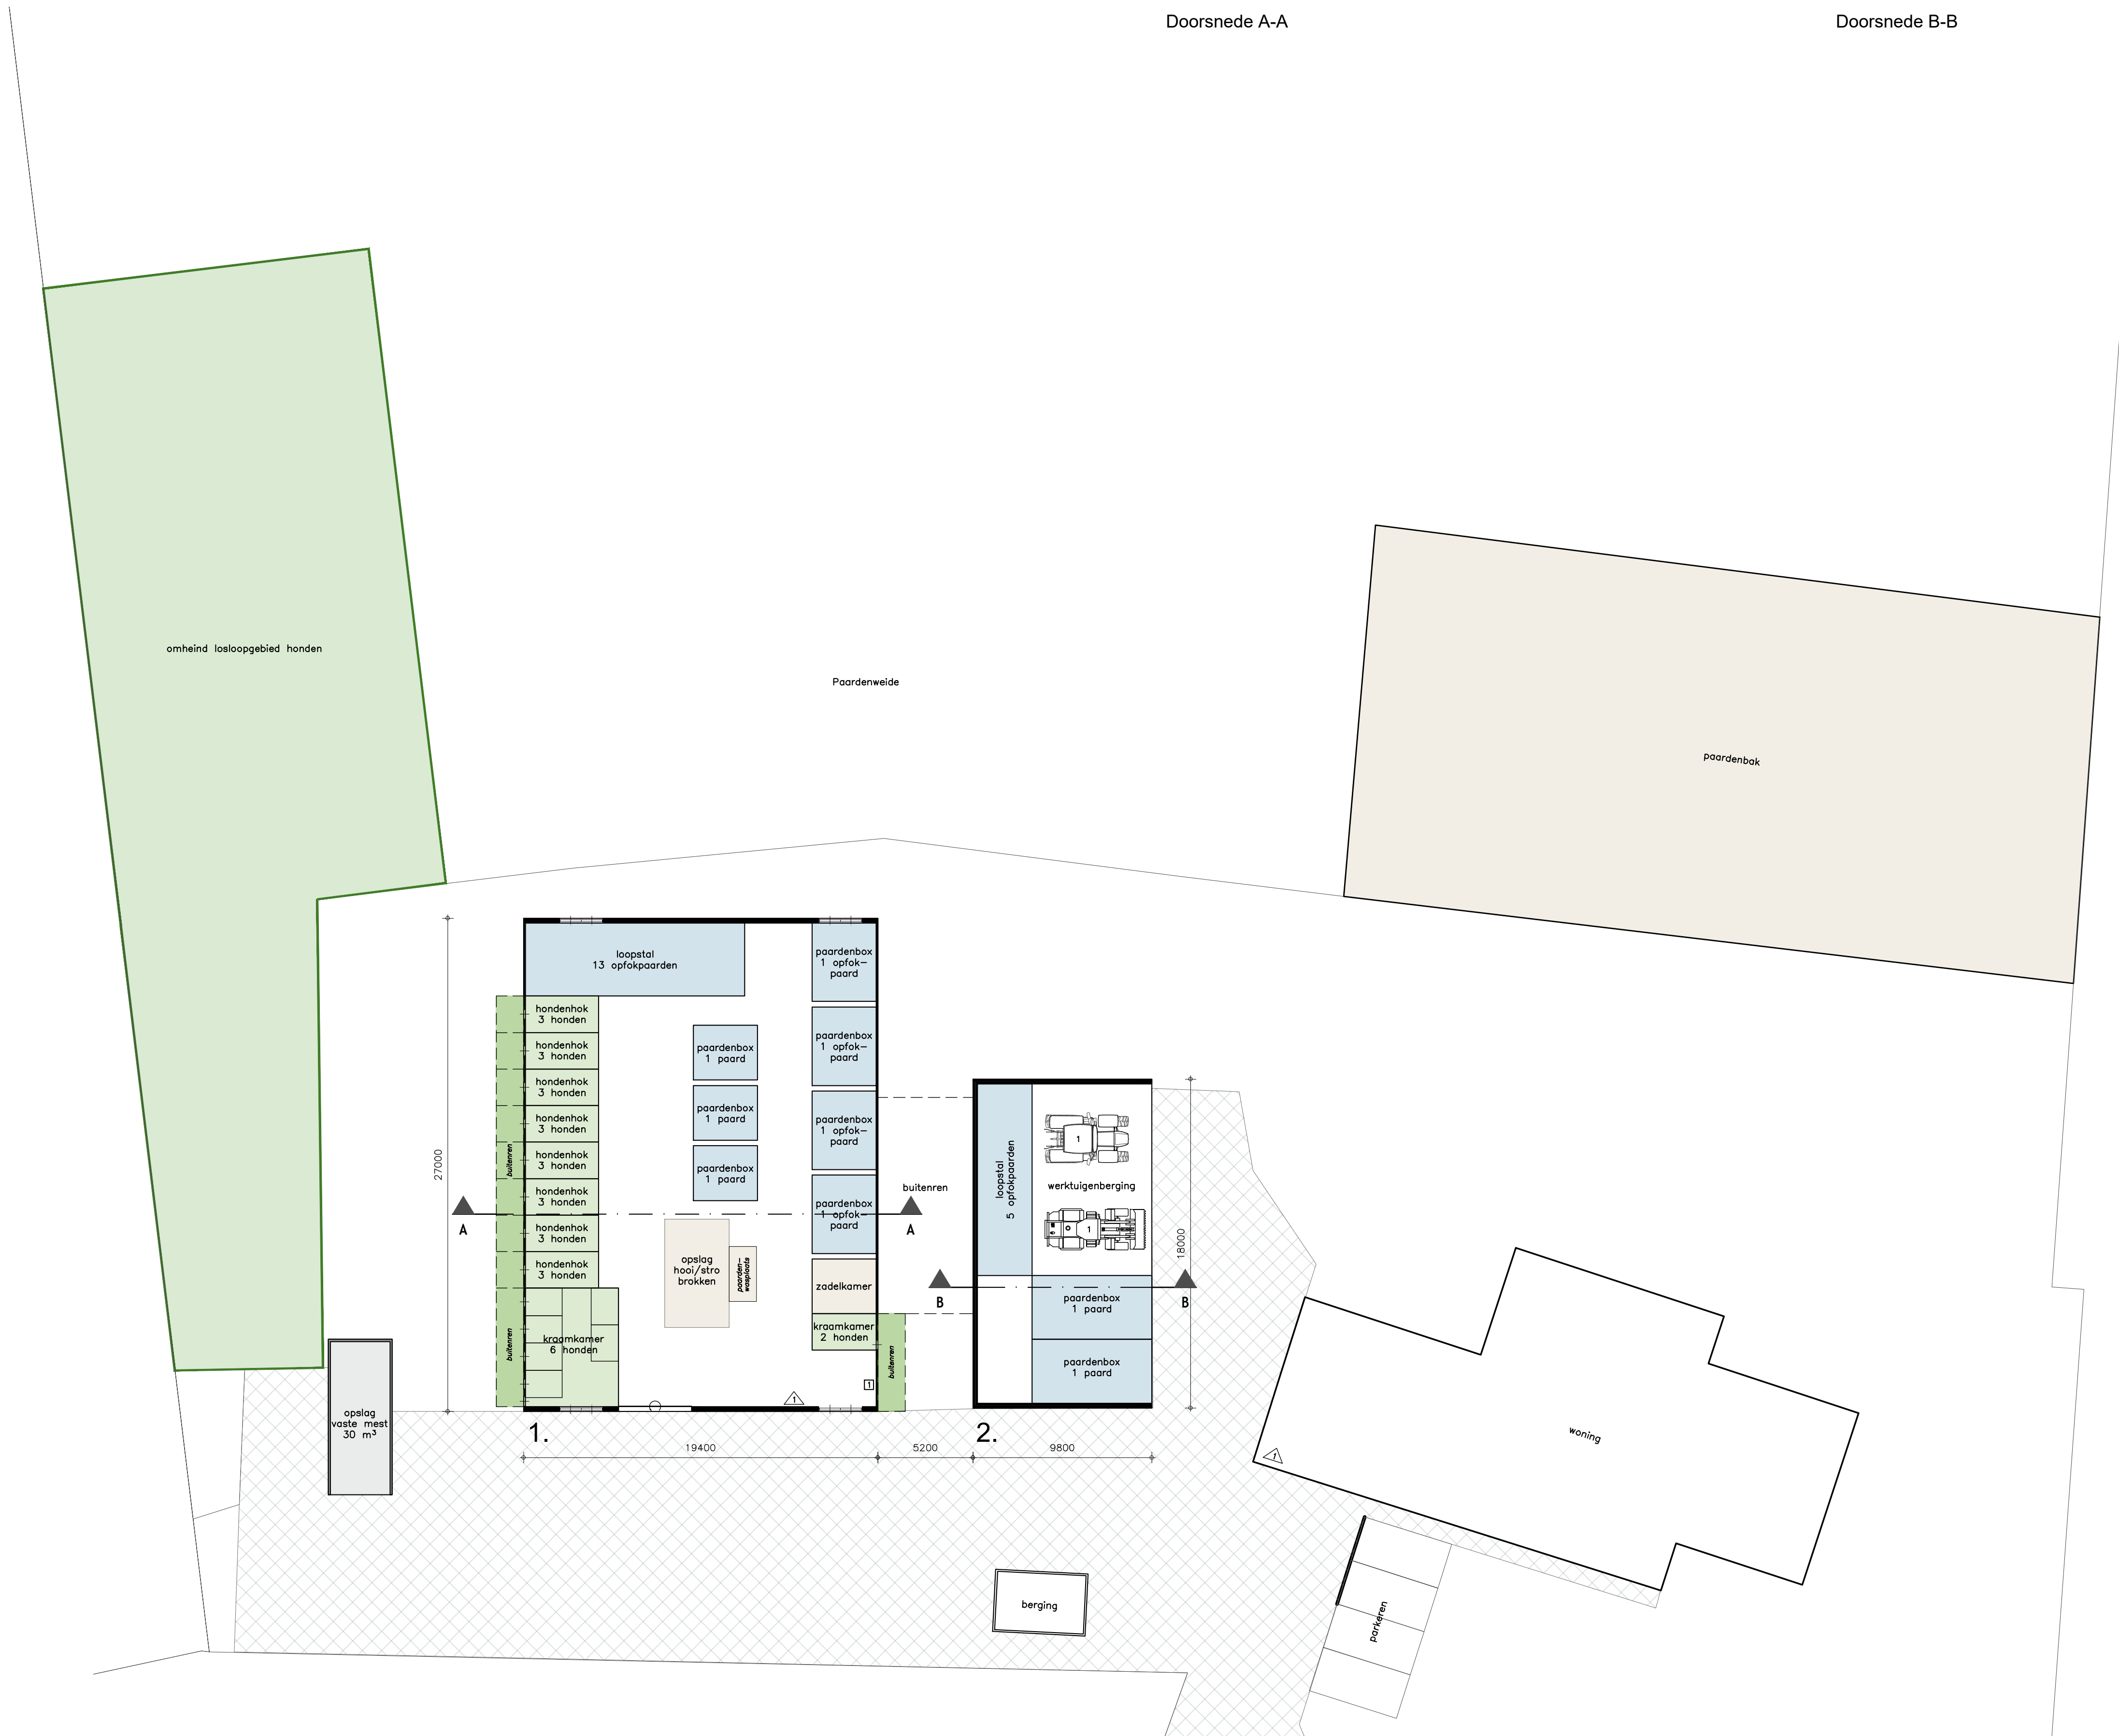 Doorsnede A-A
Doorsnede B-B
omheind losloopgebied honden
Paardenweide
paardenbak
loopstal
13 opfokpaarden
paardenbox
1 opfok-
paard
hondenhok
3 honden
hondenhok
3 honden
hondenhok
3 honden
hondenhok
3 honden
hondenhok
3 honden
hondenhok
3 honden
hondenhok
3 honden
hondenhok
3 honden
buitenren
paardenbox
1 paard
paardenbox
1 paard
paardenbox
1 paard
paardenbox
1 opfok-
paard
paardenbox
1 opfok-
paard
paardenbox
1 opfok-
paard
27000
A
A
buitenren
opslag
hooi/stro
brokken
paarden-
wasplaats
zadelkamer
kraamkamer
2 honden
buitenren
kraamkamer
6 honden
buitenren
1
1
loopstal
5 opfokpaarden
1
werktuigenberging
1
18000
B
B
paardenbox
1 paard
paardenbox
1 paard
opslag
vaste mest
30 m³
1.
2.
19400
5200
9800
woning
1
berging
parkeren